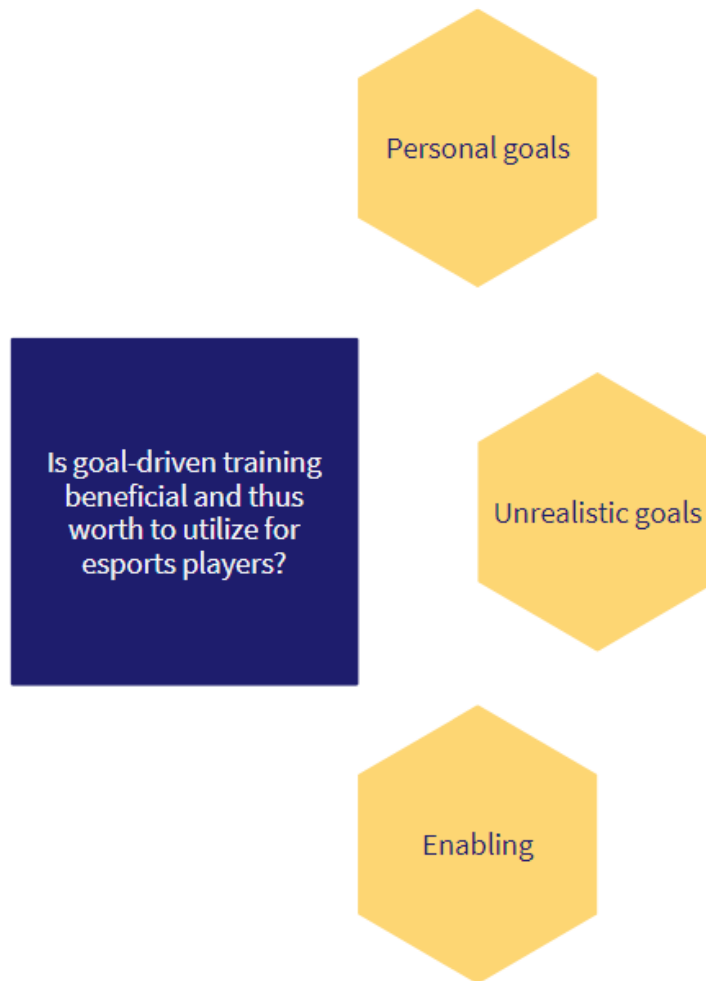 Personal goals
Is goal-driven training
beneficial and thus
worth to utilize for
esports players?
Unrealistic goals
Enabling